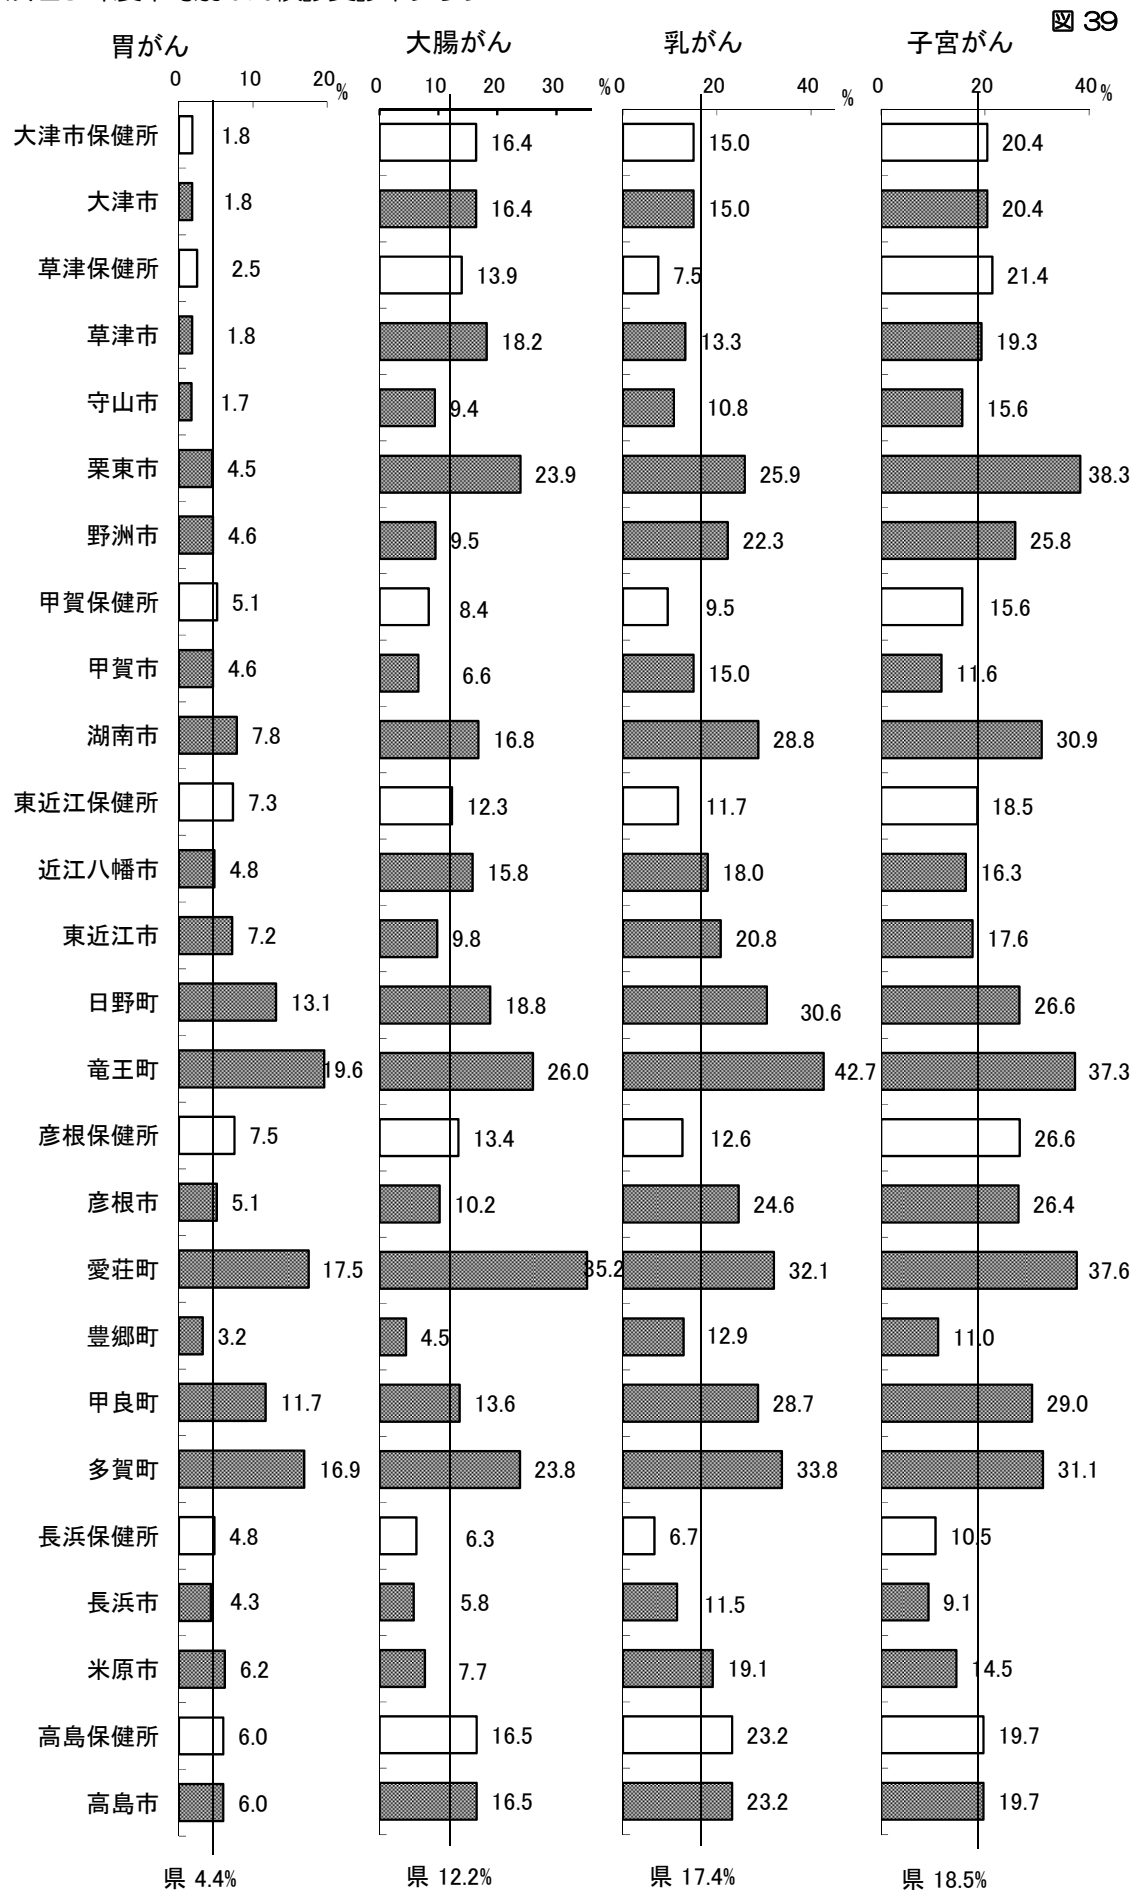 図 39
胃がん 大腸がん 乳がん 子宮がん
0 10 20 % 0 10 20 30 % 0 20 40 % 0 20 40 %
大津市保健所 1.8 16.4 15.0 20.4
大津市 1.8 16.4 15.0 20.4
草津保健所 2.5 13.9 7.5 21.4
草津市 1.8 18.2 13.3 19.3
守山市 1.7 9.4 10.8 15.6
栗東市 4.5 23.9 25.9 38.3
野洲市 4.6 9.5 22.3 25.8
甲賀保健所 5.1 8.4 9.5 15.6
甲賀市 4.6 6.6 15.0 11.6
湖南市 7.8 16.8 28.8 30.9
東近江保健所 7.3 12.3 11.7 18.5
近江八幡市 4.8 15.8 18.0 16.3
東近江市 7.2 9.8 20.8 17.6
日野町 13.1 18.8 30.6 26.6
竜王町 19.6 26.0 42.7 37.3
彦根保健所 7.5 13.4 12.6 26.6
彦根市 5.1 10.2 24.6 26.4
愛荘町 17.5 35.2 32.1 37.6
豊郷町 3.2 4.5 12.9 11.0
甲良町 11.7 13.6 28.7 29.0
多賀町 16.9 23.8 33.8 31.1
長浜保健所 4.8 6.3 6.7 10.5
長浜市 4.3 5.8 11.5 9.1
米原市 6.2 7.7 19.1 14.5
高島保健所 6.0 16.5 23.2 19.7
高島市 6.0 16.5 23.2 19.7
県 4.4% 県 12.2% 県 17.4% 県 18.5%